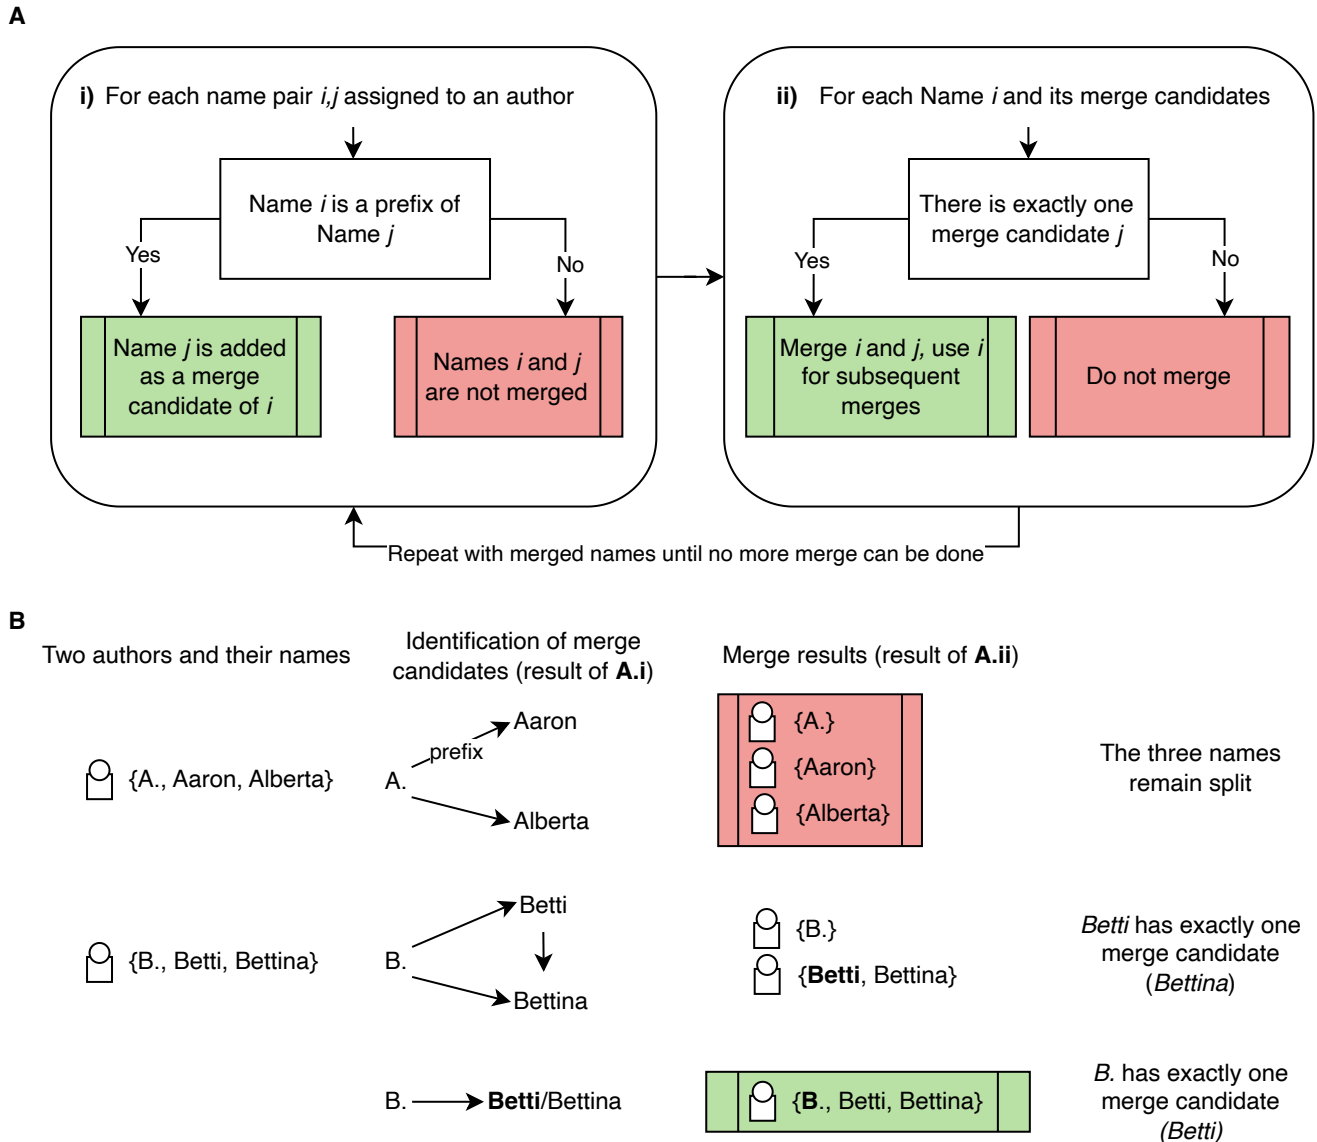 A
i) For each name pair i,j assigned to an author
Name i is a prefix of
Name j
Yes
No
Name j is added
as a merge
candidate of i
Names i and j
are not merged
ii) For each Name i and its merge candidates
There is exactly one
merge candidate j
Yes
No
Merge i and j, use i
for subsequent
merges
Do not merge
Repeat with merged names until no more merge can be done
B
Two authors and their names
Identification of merge
candidates (result of A.i)
Merge results (result of A.ii)
{A., Aaron, Alberta}
A.
prefix
Aaron
Alberta
{A.}
{Aaron}
{Alberta}
The three names
remain split
{B., Betti, Bettina}
B.
Betti
Bettina
{B.}
{Betti, Bettina}
Betti has exactly one
merge candidate
(Bettina)
B.
Betti/Bettina
{B., Betti, Bettina}
B. has exactly one
merge candidate
(Betti)